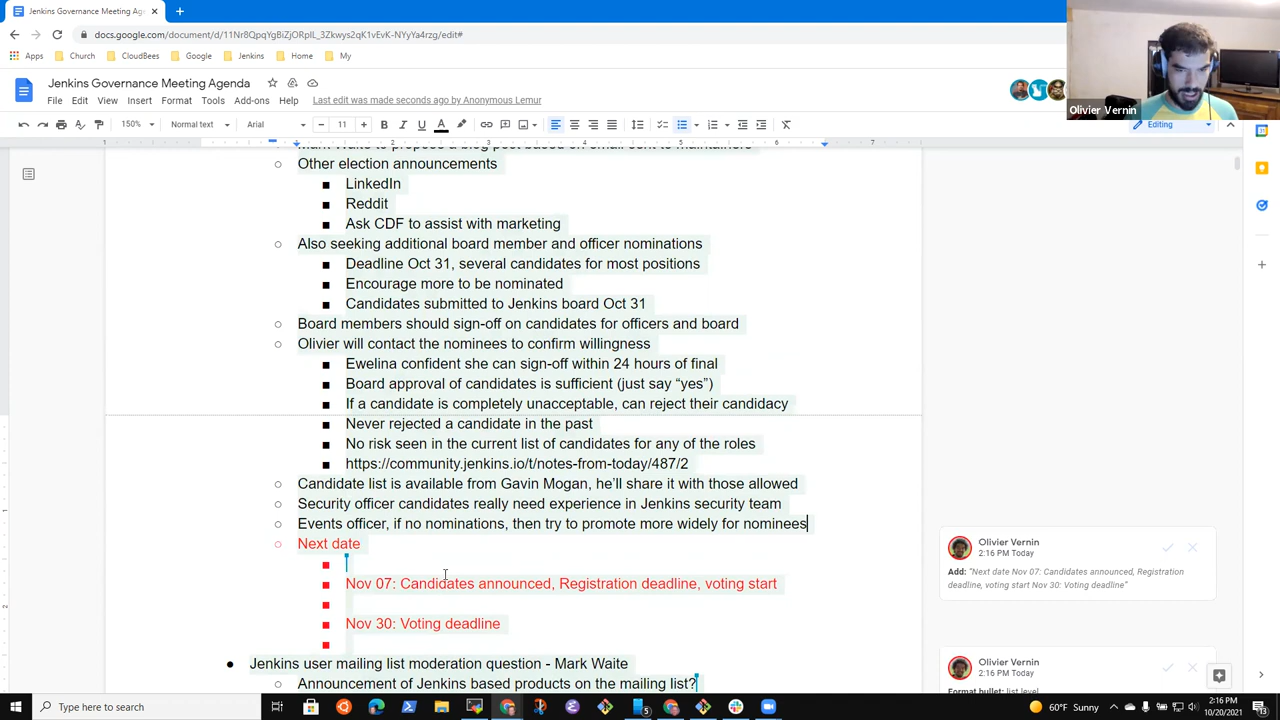 Jenkins Governance Meeting Ag
docs.google.com/document/d/11Nr8QpqYgBiZjORpIL_3Zkwys2qK1vEvK-NYyYa4rzg/edit#
Apps Church CloudBees Google Jenkins Home My
Olivier Vernin
Jenkins Governance Meeting Agenda
File Edit View Insert Format Tools Add-ons Help Last edit was made seconds ago by Anonymous Lemur
150% Normal text Arial 11 Editing
1 2 3 4 5 6 7
Other election announcements
LinkedIn
Reddit
Ask CDF to assist with marketing
Also seeking additional board member and officer nominations
Deadline Oct 31, several candidates for most positions
Encourage more to be nominated
Candidates submitted to Jenkins board Oct 31
Board members should sign-off on candidates for officers and board
Olivier will contact the nominees to confirm willingness
Ewelina confident she can sign-off within 24 hours of final
Board approval of candidates is sufficient (just say “yes”)
If a candidate is completely unacceptable, can reject their candidacy
Never rejected a candidate in the past
No risk seen in the current list of candidates for any of the roles
https://community.jenkins.io/t/notes-from-today/487/2
Candidate list is available from Gavin Mogan, he’ll share it with those allowed
Security officer candidates really need experience in Jenkins security team
Events officer, if no nominations, then try to promote more widely for nominees
Next date
Nov 07: Candidates announced, Registration deadline, voting start
Nov 30: Voting deadline
Jenkins user mailing list moderation question - Mark Waite
Announcement of Jenkins based products on the mailing list?
Olivier Vernin
2:16 PM Today
Add: “Next date Nov 07: Candidates announced, Registration
deadline, voting start Nov 30: Voting deadline”
Olivier Vernin
2:16 PM Today
Format bullet: list level
Type here to search
60°F Sunny
2:16 PM
10/20/2021